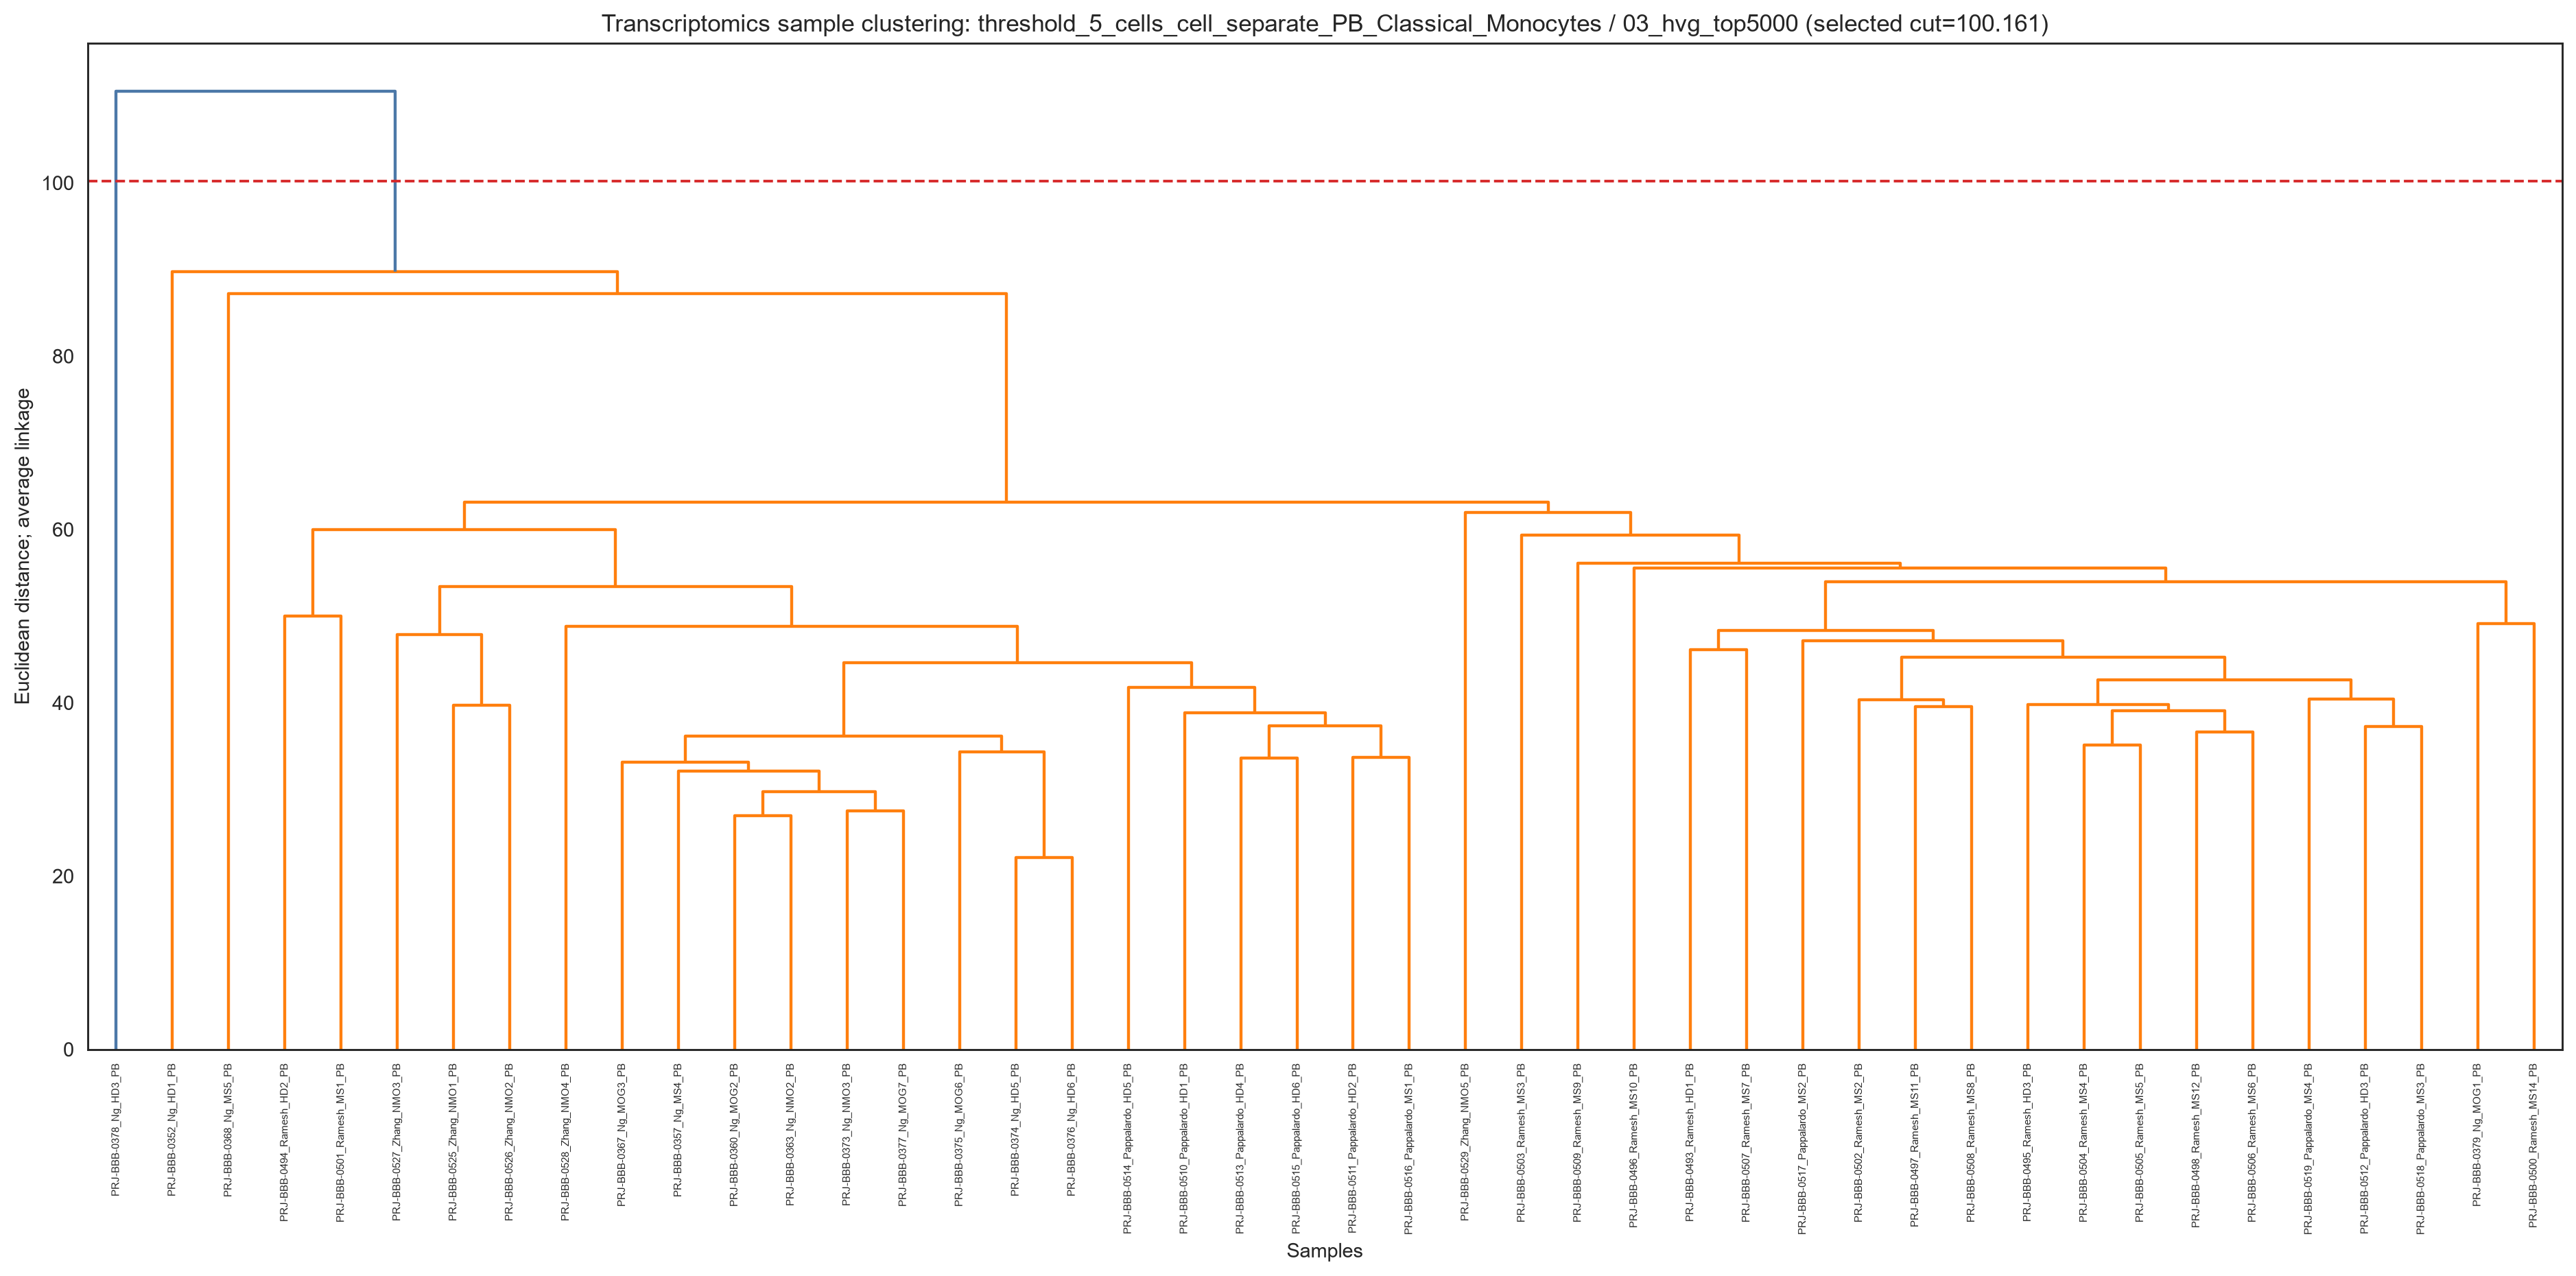 Transcriptomics sample clustering: threshold_5_cells_cell_separate_PB_Classical_Monocytes / 03_hvg_top5000 (selected cut=100.161)
Euclidean distance; average linkage
100
80
60
40
20
0
PRJ-BBB-0378_Ng_HD3_PB
PRJ-BBB-0352_Ng_HD1_PB
PRJ-BBB-0368_Ng_MS5_PB
PRJ-BBB-0494_Ramesh_HD2_PB
PRJ-BBB-0501_Ramesh_MS1_PB
PRJ-BBB-0527_Zhang_NMO3_PB
PRJ-BBB-0525_Zhang_NMO1_PB
PRJ-BBB-0526_Zhang_NMO2_PB
PRJ-BBB-0528_Zhang_NMO4_PB
PRJ-BBB-0367_Ng_MOG3_PB
PRJ-BBB-0357_Ng_MS4_PB
PRJ-BBB-0360_Ng_MOG2_PB
PRJ-BBB-0363_Ng_NMO2_PB
PRJ-BBB-0373_Ng_NMO3_PB
PRJ-BBB-0377_Ng_MOG7_PB
PRJ-BBB-0375_Ng_MOG6_PB
PRJ-BBB-0374_Ng_HD5_PB
PRJ-BBB-0376_Ng_HD6_PB
PRJ-BBB-0514_Pappalardo_HD5_PB
PRJ-BBB-0510_Pappalardo_HD1_PB
PRJ-BBB-0513_Pappalardo_HD4_PB
PRJ-BBB-0515_Pappalardo_HD6_PB
PRJ-BBB-0511_Pappalardo_HD2_PB
PRJ-BBB-0516_Pappalardo_MS1_PB
PRJ-BBB-0529_Zhang_NMO5_PB
PRJ-BBB-0503_Ramesh_MS3_PB
PRJ-BBB-0509_Ramesh_MS9_PB
PRJ-BBB-0496_Ramesh_MS10_PB
PRJ-BBB-0493_Ramesh_HD1_PB
PRJ-BBB-0507_Ramesh_MS7_PB
PRJ-BBB-0517_Pappalardo_MS2_PB
PRJ-BBB-0502_Ramesh_MS2_PB
PRJ-BBB-0497_Ramesh_MS11_PB
PRJ-BBB-0508_Ramesh_MS8_PB
PRJ-BBB-0495_Ramesh_HD3_PB
PRJ-BBB-0504_Ramesh_MS4_PB
PRJ-BBB-0505_Ramesh_MS5_PB
PRJ-BBB-0498_Ramesh_MS12_PB
PRJ-BBB-0506_Ramesh_MS6_PB
PRJ-BBB-0519_Pappalardo_MS4_PB
PRJ-BBB-0512_Pappalardo_HD3_PB
PRJ-BBB-0518_Pappalardo_MS3_PB
PRJ-BBB-0379_Ng_MOG1_PB
PRJ-BBB-0500_Ramesh_MS14_PB
Samples